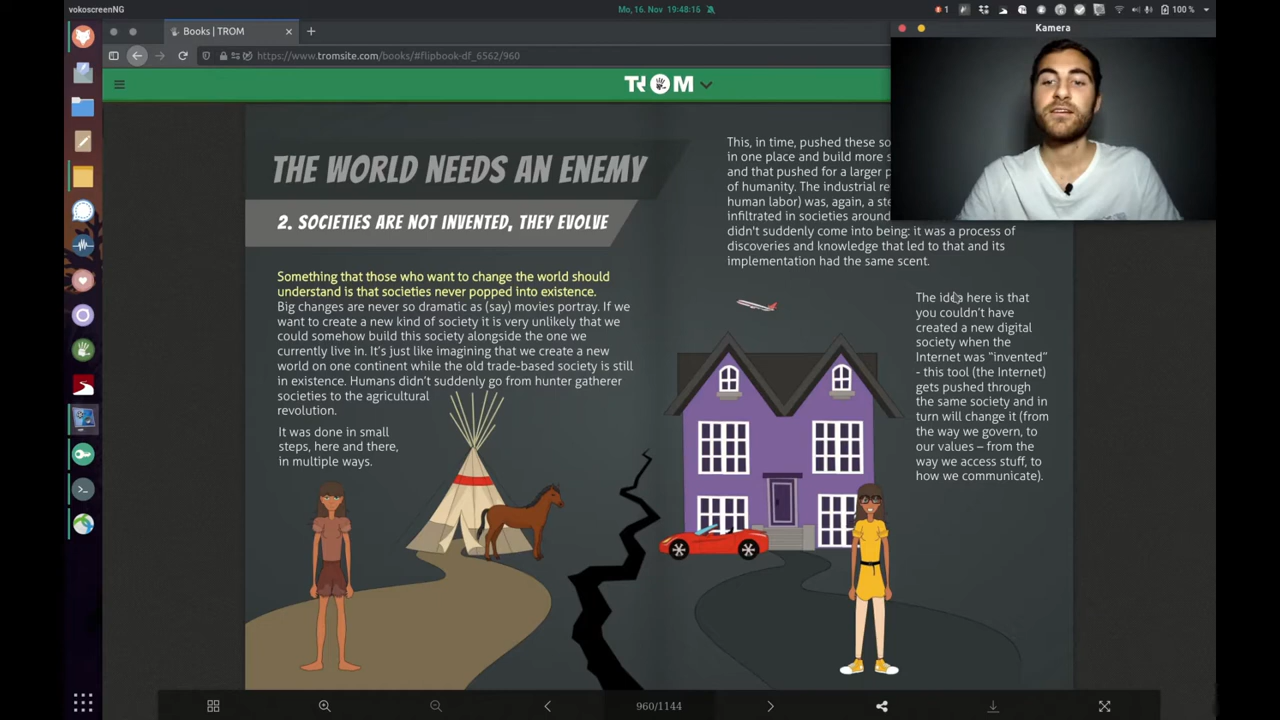 vokoscreenNG
Mo, 16. Nov 19:48:16
1
100 %
Books | TROM
https://www.tromsite.com/books/#flipbook-df_6562/960
Kamera
TROM
THE WORLD NEEDS AN ENEMY
2. SOCIETIES ARE NOT INVENTED, THEY EVOLVE
Something that those who want to change the world should
understand is that societies never popped into existence.
Big changes are never so dramatic as (say) movies portray. If we
want to create a new kind of society it is very unlikely that we
could somehow build this society alongside the one we
currently live in. It's just like imagining that we create a new
world on one continent while the old trade-based society is still
in existence. Humans didn't suddenly go from hunter gatherer
societies to the agricultural
revolution.
It was done in small
steps, here and there,
in multiple ways.
This, in time, pushed these so
in one place and build more s
and that pushed for a larger p
of humanity. The industrial re
human labor) was, again, a ste
infiltrated in societies around
didn't suddenly come into being: it was a process of
discoveries and knowledge that led to that and its
implementation had the same scent.
The idea here is that
you couldn't have
created a new digital
society when the
Internet was "invented"
- this tool (the Internet)
gets pushed through
the same society and in
turn will change it (from
the way we govern, to
our values – from the
way we access stuff, to
how we communicate).
960/1144